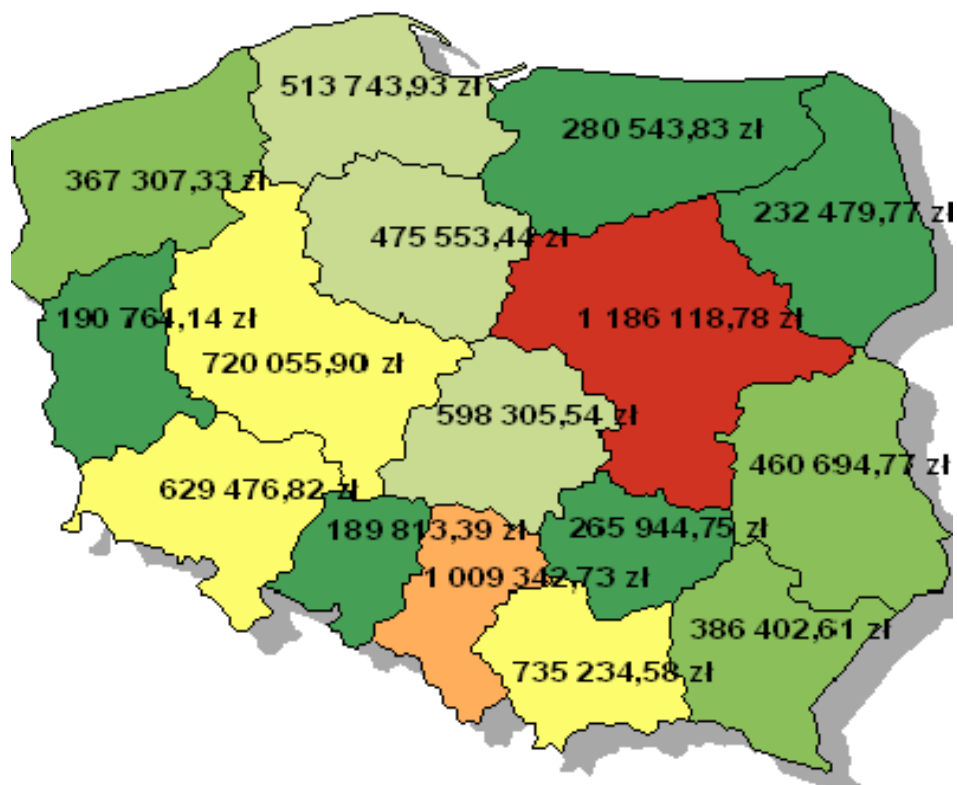 513 743,93 zł
280 543,83 zł
367 307,33 zł
232 479,77 zł
475 553,44 zł
190 764,14 zł
1 186 118,78 zł
720 055,90 zł
598 305,54 zł
460 694,77 zł
629 476,82 zł
189 813,39 zł
265 944,75 zł
1 009 342,73 zł
386 402,61 zł
735 234,58 zł